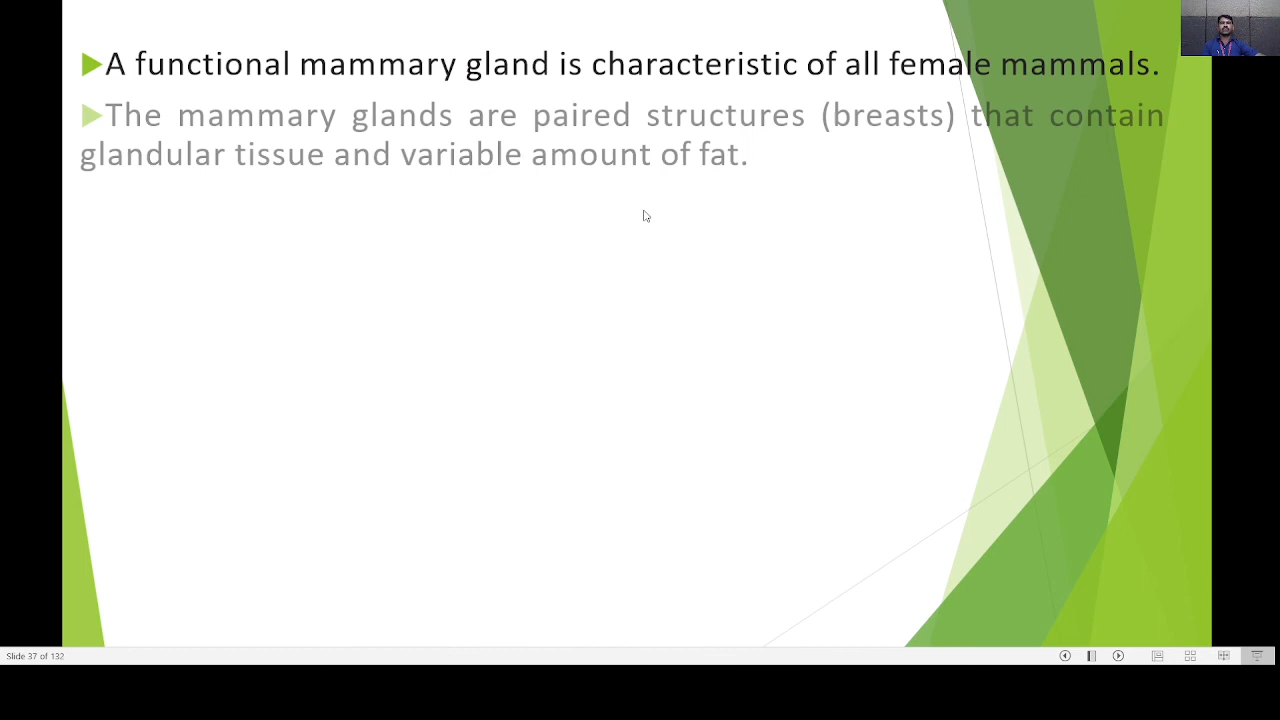 A functional mammary gland is characteristic of all female mammals.
The mammary glands are paired structures (breasts) that contain
glandular tissue and variable amount of fat.
Slide 37 of 132